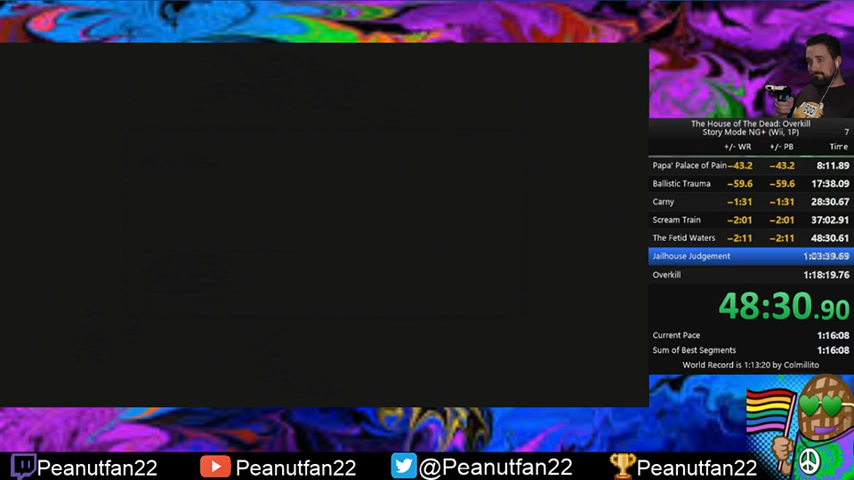 The House of The Dead: Overkill
Story Mode NG+ (Wii, 1P) 7
+/- WR +/- PB Time
Papa' Palace of Pain −43.2 −43.2 8:11.89
Ballistic Trauma −59.6 −59.6 17:38.09
Carny −1:31 −1:31 28:30.67
Scream Train −2:01 −2:01 37:02.91
The Fetid Waters −2:11 −2:11 48:30.61
Jailhouse Judgement 1:03:39.69
Overkill 1:18:19.76
48:30.90
Current Pace 1:16:08
Sum of Best Segments 1:16:08
World Record is 1:13:20 by Colmillito
Peanutfan22 Peanutfan22 @Peanutfan22 Peanutfan22